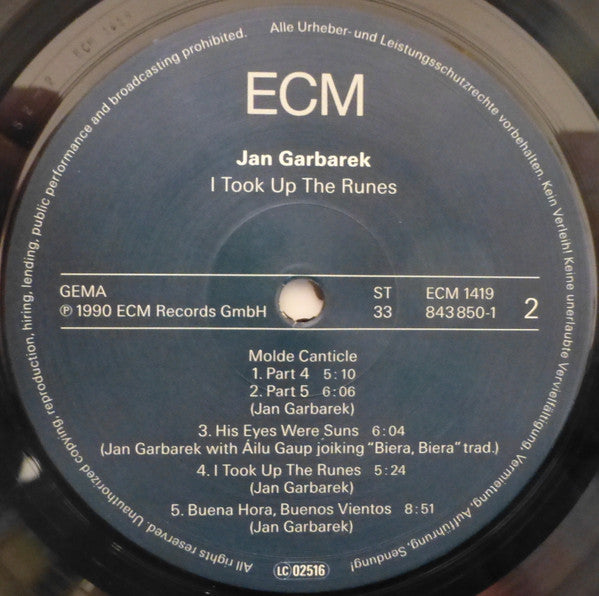 ECM
Jan Garbarek
I Took Up The Runes
GEMA
℗ 1990 ECM Records GmbH
ST
33
ECM 1419
843 850-1
2
Molde Canticle
1. Part 4 5:10
2. Part 5 6:06
(Jan Garbarek)
3. His Eyes Were Suns 6:04
(Jan Garbarek with Áilu Gaup joiking “Biera, Biera” trad.)
4. I Took Up The Runes 5:24
(Jan Garbarek)
5. Buena Hora, Buenos Vientos 8:51
(Jan Garbarek)
LC 02516
All rights reserved. Unauthorized copying, reproduction, hiring, lending, public performance and broadcasting prohibited.
Alle Urheber- und Leistungsschutzrechte vorbehalten. Kein Verleih! Keine unerlaubte Vervielfältigung, Vermietung, Aufführung, Sendung!